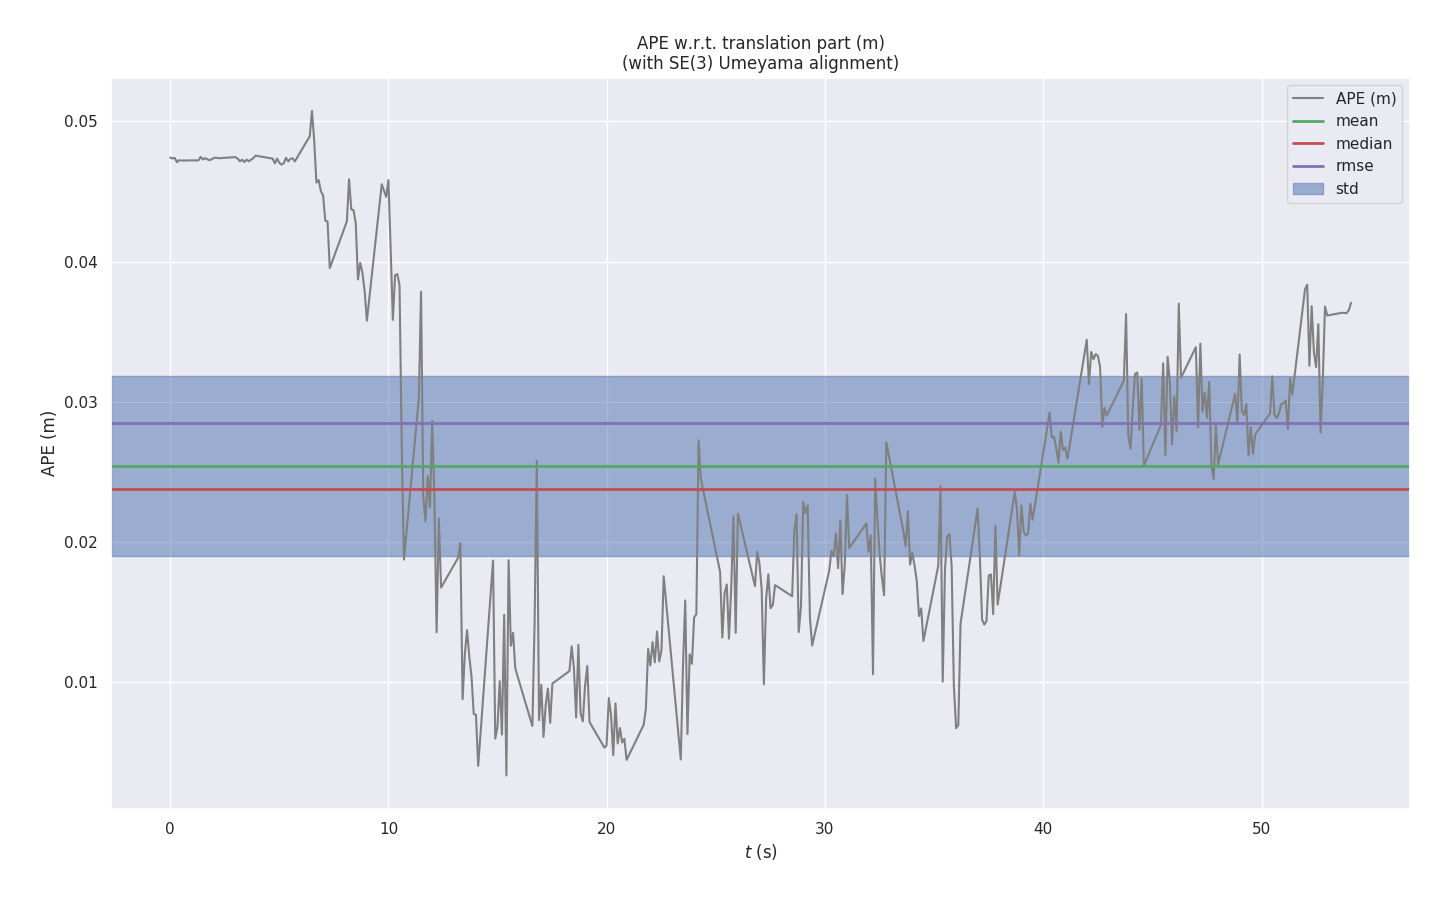 APE w.r.t. translation part (m)
(with SE(3) Umeyama alignment)
APE (m)
mean
median
rmse
std
0.05
0.04
0.03
0.02
0.01
APE (m)
0
10
20
30
40
50
t (s)